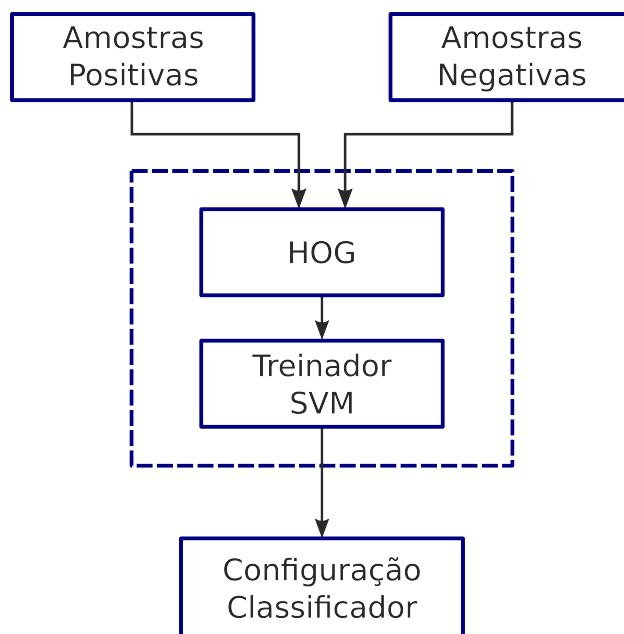 Amostras
Positivas
Amostras
Negativas
HOG
Treinador
SVM
Configuração
Classificador